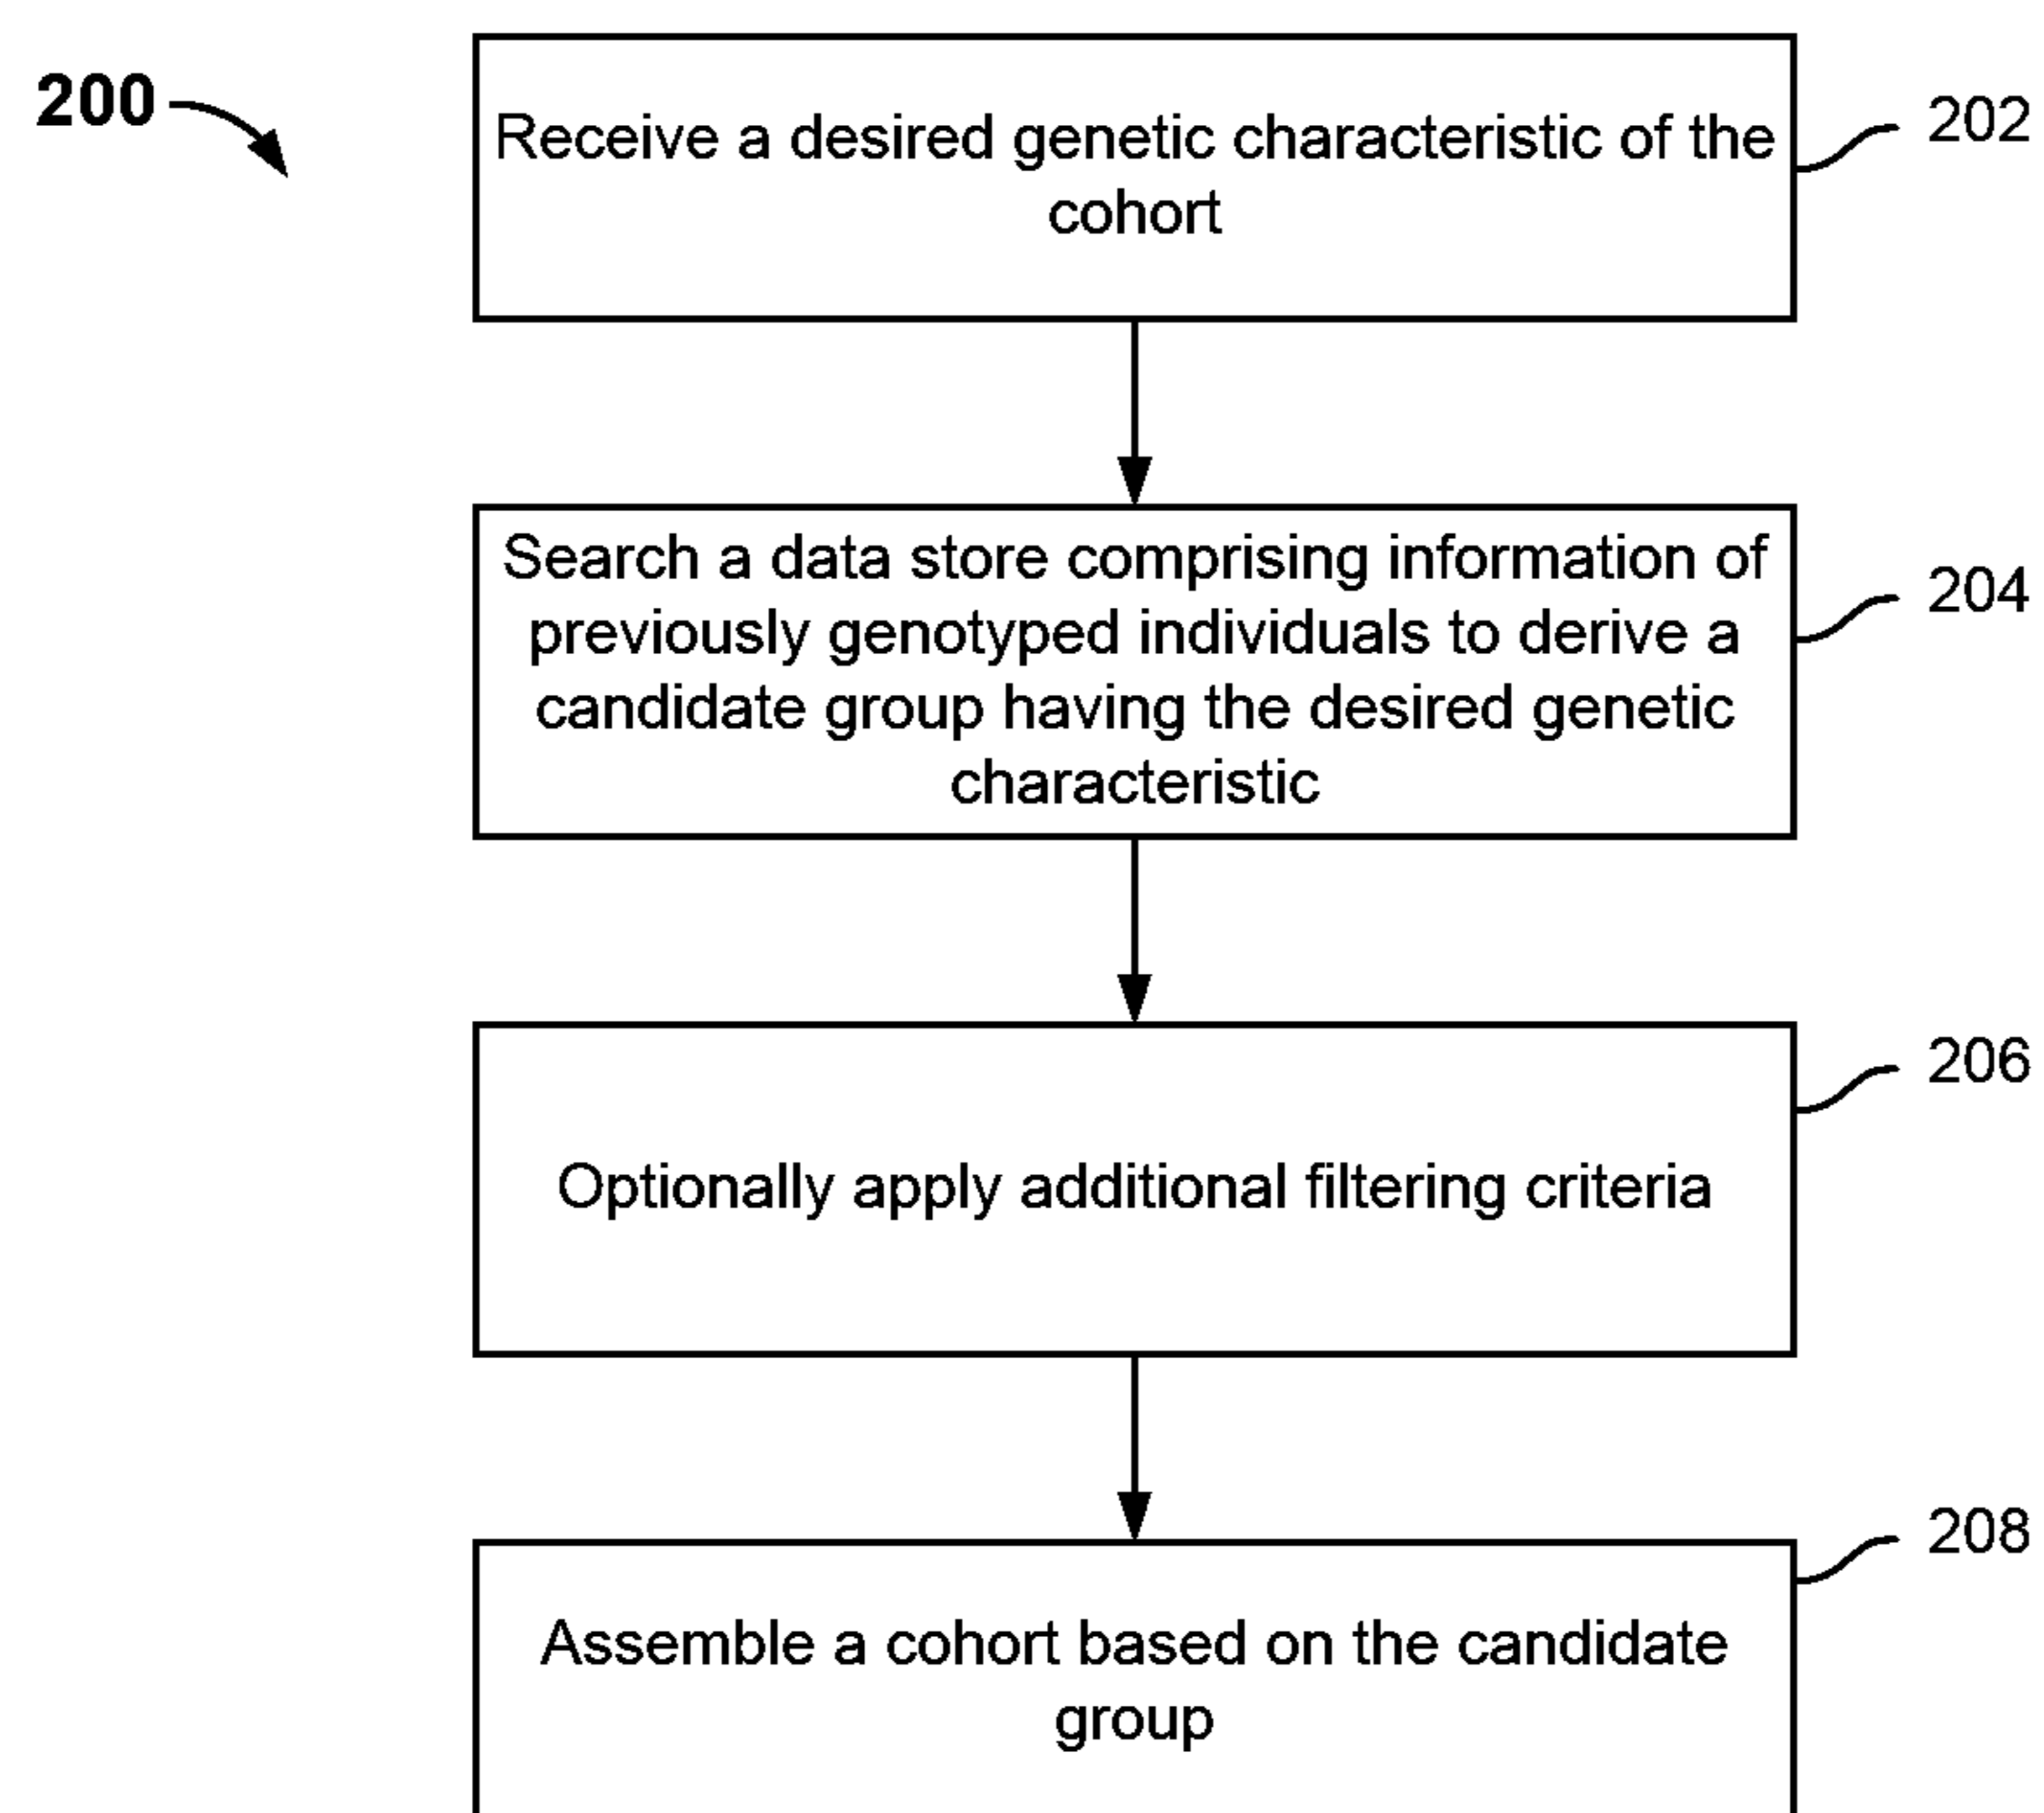 200
Receive a desired genetic characteristic of the
cohort
202
Search a data store comprising information of
previously genotyped individuals to derive a
candidate group having the desired genetic
characteristic
204
Optionally apply additional filtering criteria
206
Assemble a cohort based on the candidate
group
208